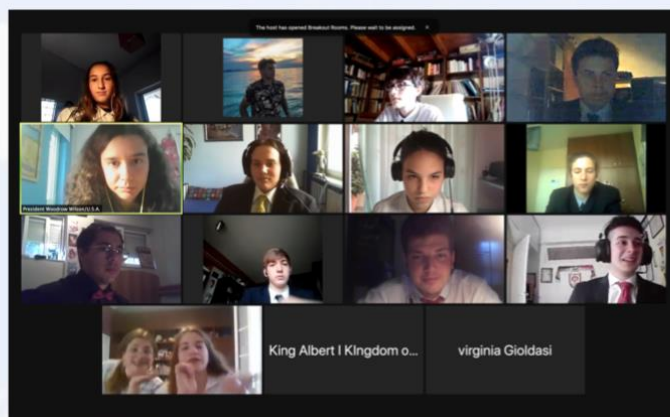 The host has opened Breakout Rooms. Please wait to be assigned.
President Woodrow Wilson/U.S.A.
King Albert I KIngdom o...
virginia Gioldasi